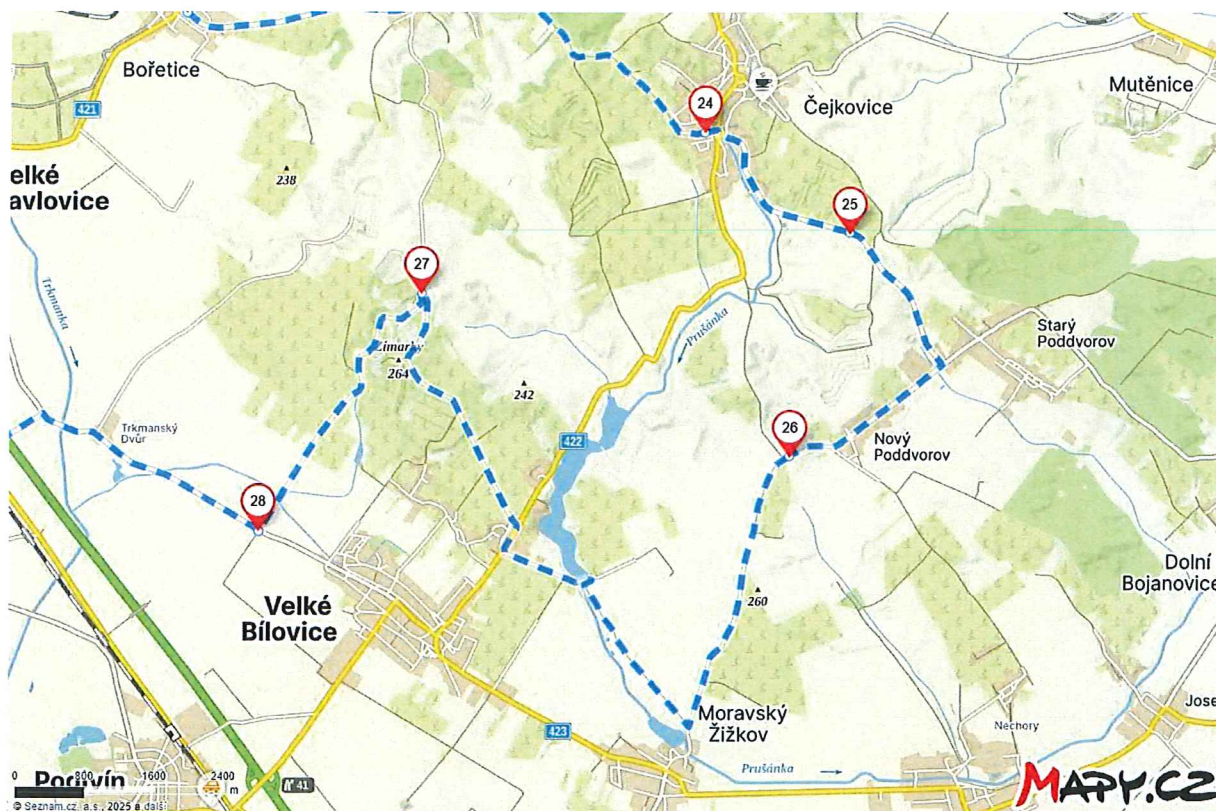 Bořetice
421
elké
avlovice
238
24
Čejkovice
Mutěnice
25
27
Trkmanka
Prušánka
Starý
Poddvorov
Zimarky
264
242
Trkmanský
Dvůr
422
26
Nový
Poddvorov
28
Dolní
Bojanovice
Velké
Bílovice
260
Moravský
Žižkov
423
Nechory
Jose
Prušánka
Podivín
0
800
1600
2400
m
41
© Seznam.cz, a.s., 2025 a další
MAPY.CZ